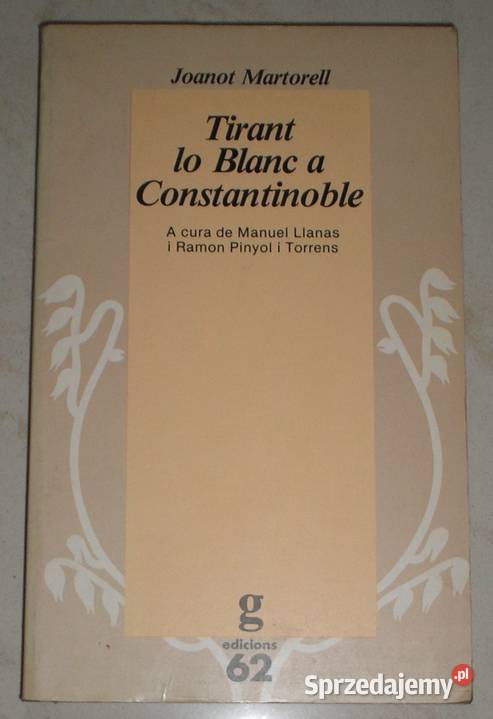 Joanot Martorell
Tirant
lo Blanc a
Constantinoble
A cura de Manuel Llanas
i Ramon Pinyol i Torrens
g
edicions
62
Sprzedajemy.pl